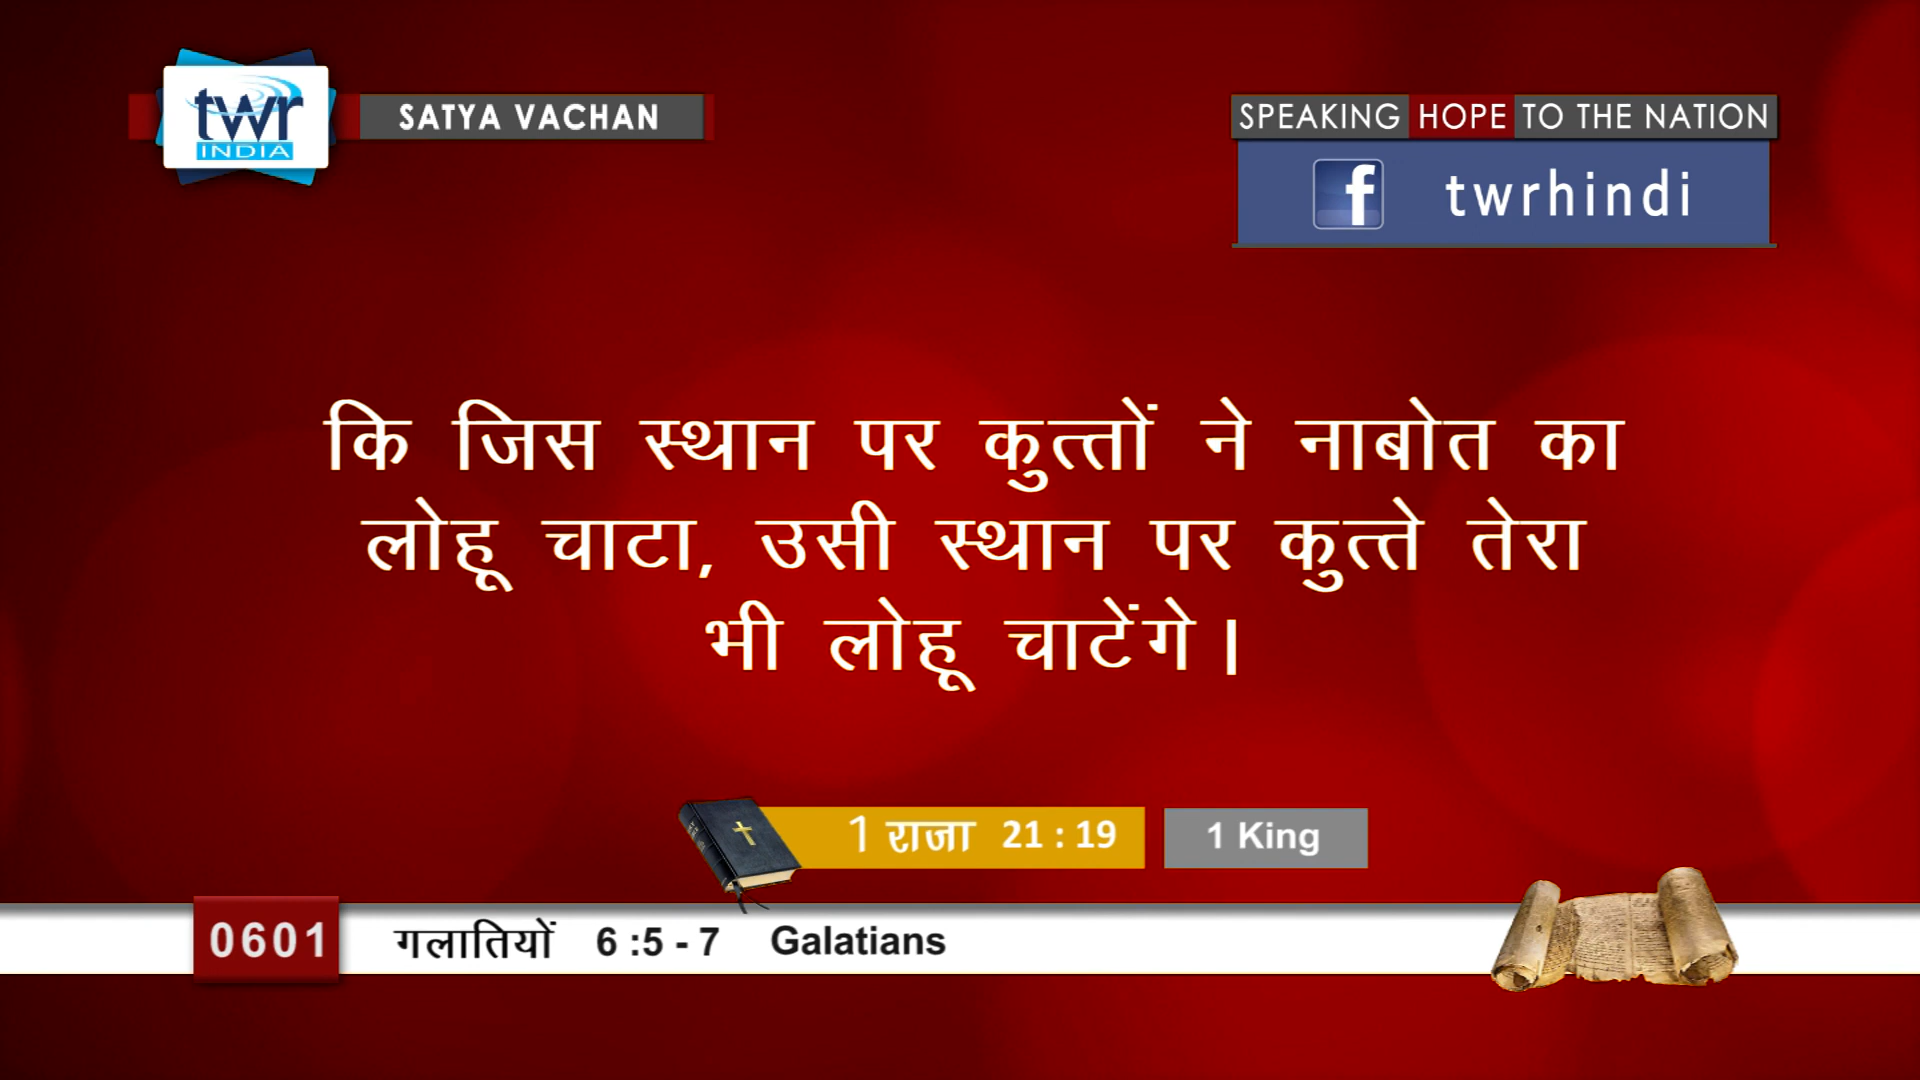 twr
INDIA
SATYA VACHAN
SPEAKING HOPE TO THE NATION
f twrhindi
कि जिस स्थान पर कुत्तों ने नाबोत का
लोहू चाटा, उसी स्थान पर कुत्ते तेरा
भी लोहू चाटेंगे।
1 राजा 21 : 19 1 King
0601 गलातियों 6 :5 - 7 Galatians